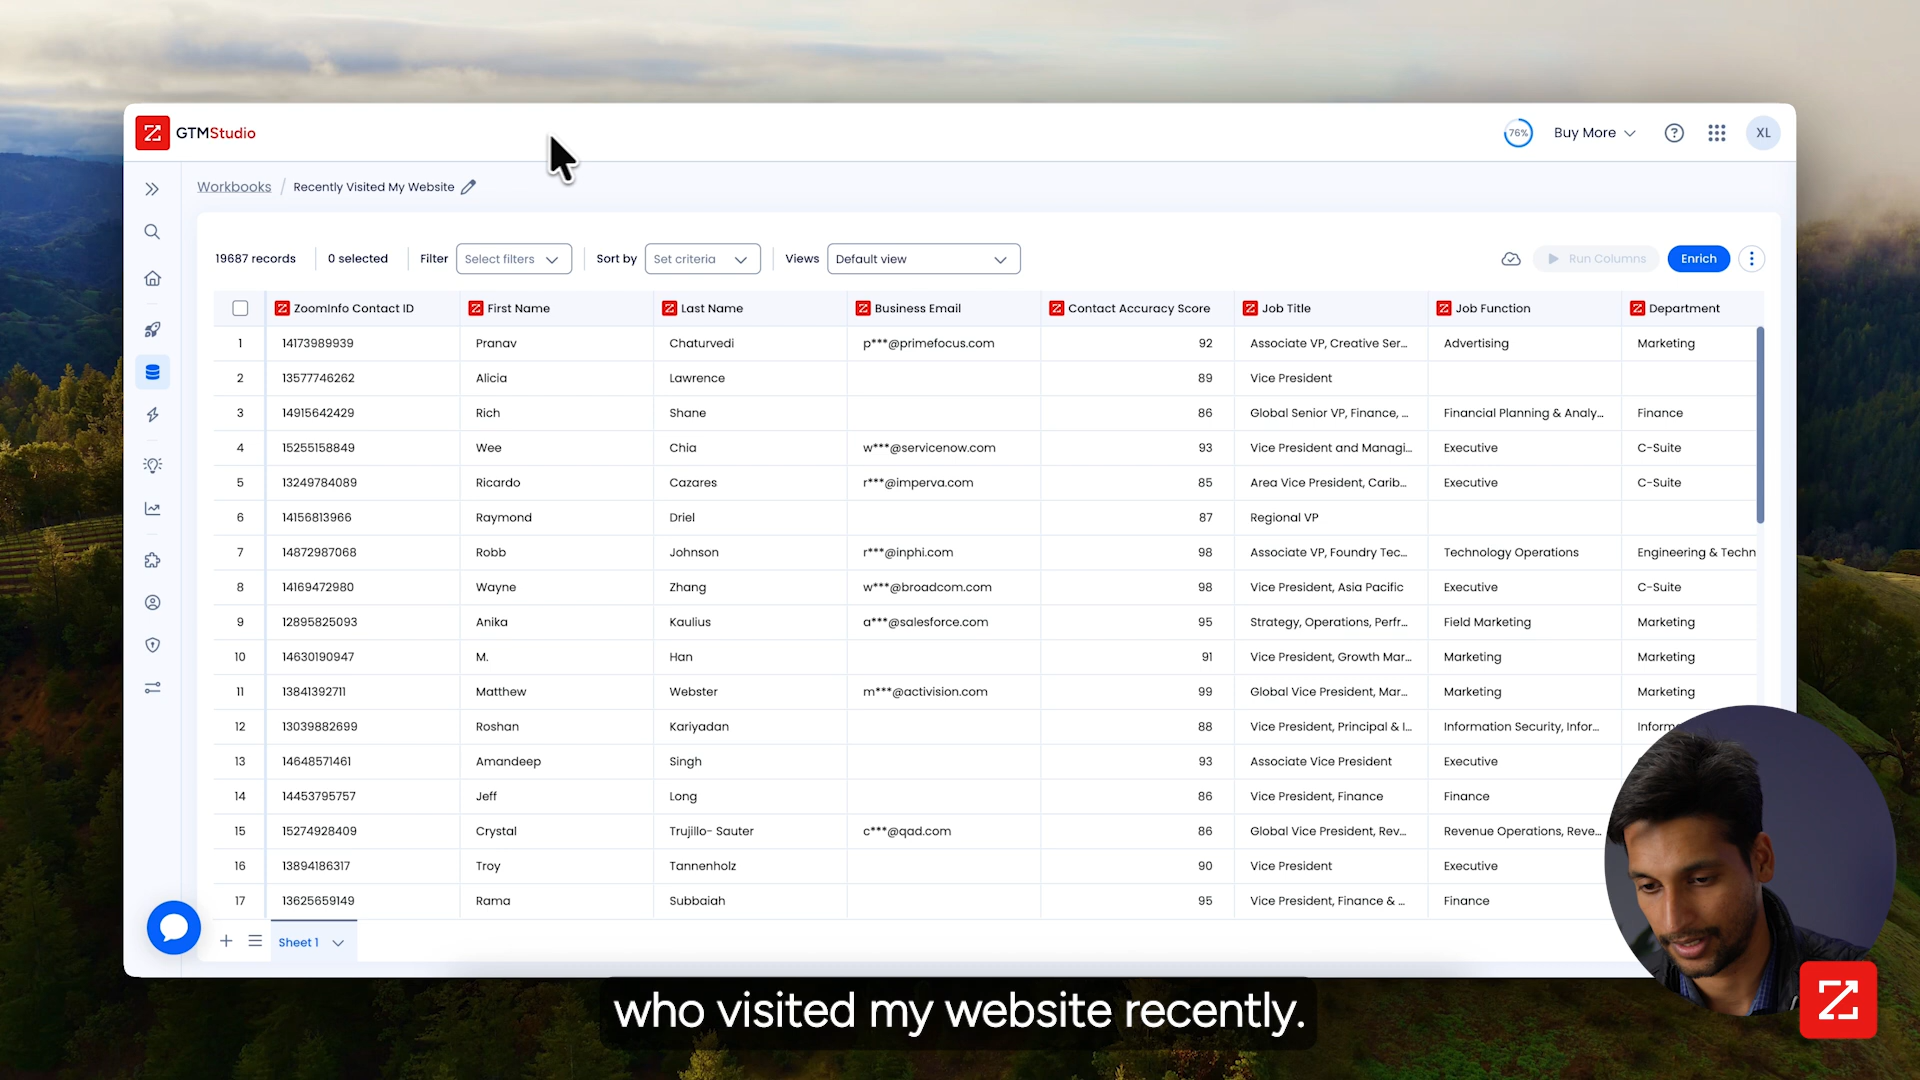 GTMStudio
76%
Buy More
XL
Workbooks / Recently Visited My Website
19687 records
0 selected
Filter
Select filters
Sort by
Set criteria
Views
Default view
Run Columns
Enrich
ZoomInfo Contact ID First Name Last Name Business Email Contact Accuracy Score Job Title Job Function Department
1 14173989939 Pranav Chaturvedi p***@primefocus.com 92 Associate VP, Creative Ser... Advertising Marketing
2 13577746262 Alicia Lawrence 89 Vice President
3 14915642429 Rich Shane 86 Global Senior VP, Finance, ... Financial Planning & Analy... Finance
4 15255158849 Wee Chia w***@servicenow.com 93 Vice President and Managi... Executive C-Suite
5 13249784089 Ricardo Cazares r***@imperva.com 85 Area Vice President, Carib... Executive C-Suite
6 14156813966 Raymond Driel 87 Regional VP
7 14872987068 Robb Johnson r***@inphi.com 98 Associate VP, Foundry Tec... Technology Operations Engineering & Techn
8 14169472980 Wayne Zhang w***@broadcom.com 98 Vice President, Asia Pacific Executive C-Suite
9 12895825093 Anika Kaulius a***@salesforce.com 95 Strategy, Operations, Perfr... Field Marketing Marketing
10 14630190947 M. Han 91 Vice President, Growth Mar... Marketing Marketing
11 13841392711 Matthew Webster m***@activision.com 99 Global Vice President, Mar... Marketing Marketing
12 13039882699 Roshan Kariyadan 88 Vice President, Principal & I... Information Security, Infor... Inform
13 14648571461 Amandeep Singh 93 Associate Vice President Executive
14 14453795757 Jeff Long 86 Vice President, Finance Finance
15 15274928409 Crystal Trujillo- Sauter c***@qad.com 86 Global Vice President, Rev... Revenue Operations, Reve...
16 13894186317 Troy Tannenholz 90 Vice President Executive
17 13625659149 Rama Subbaiah 95 Vice President, Finance & ... Finance
Sheet 1
who visited my website recently.